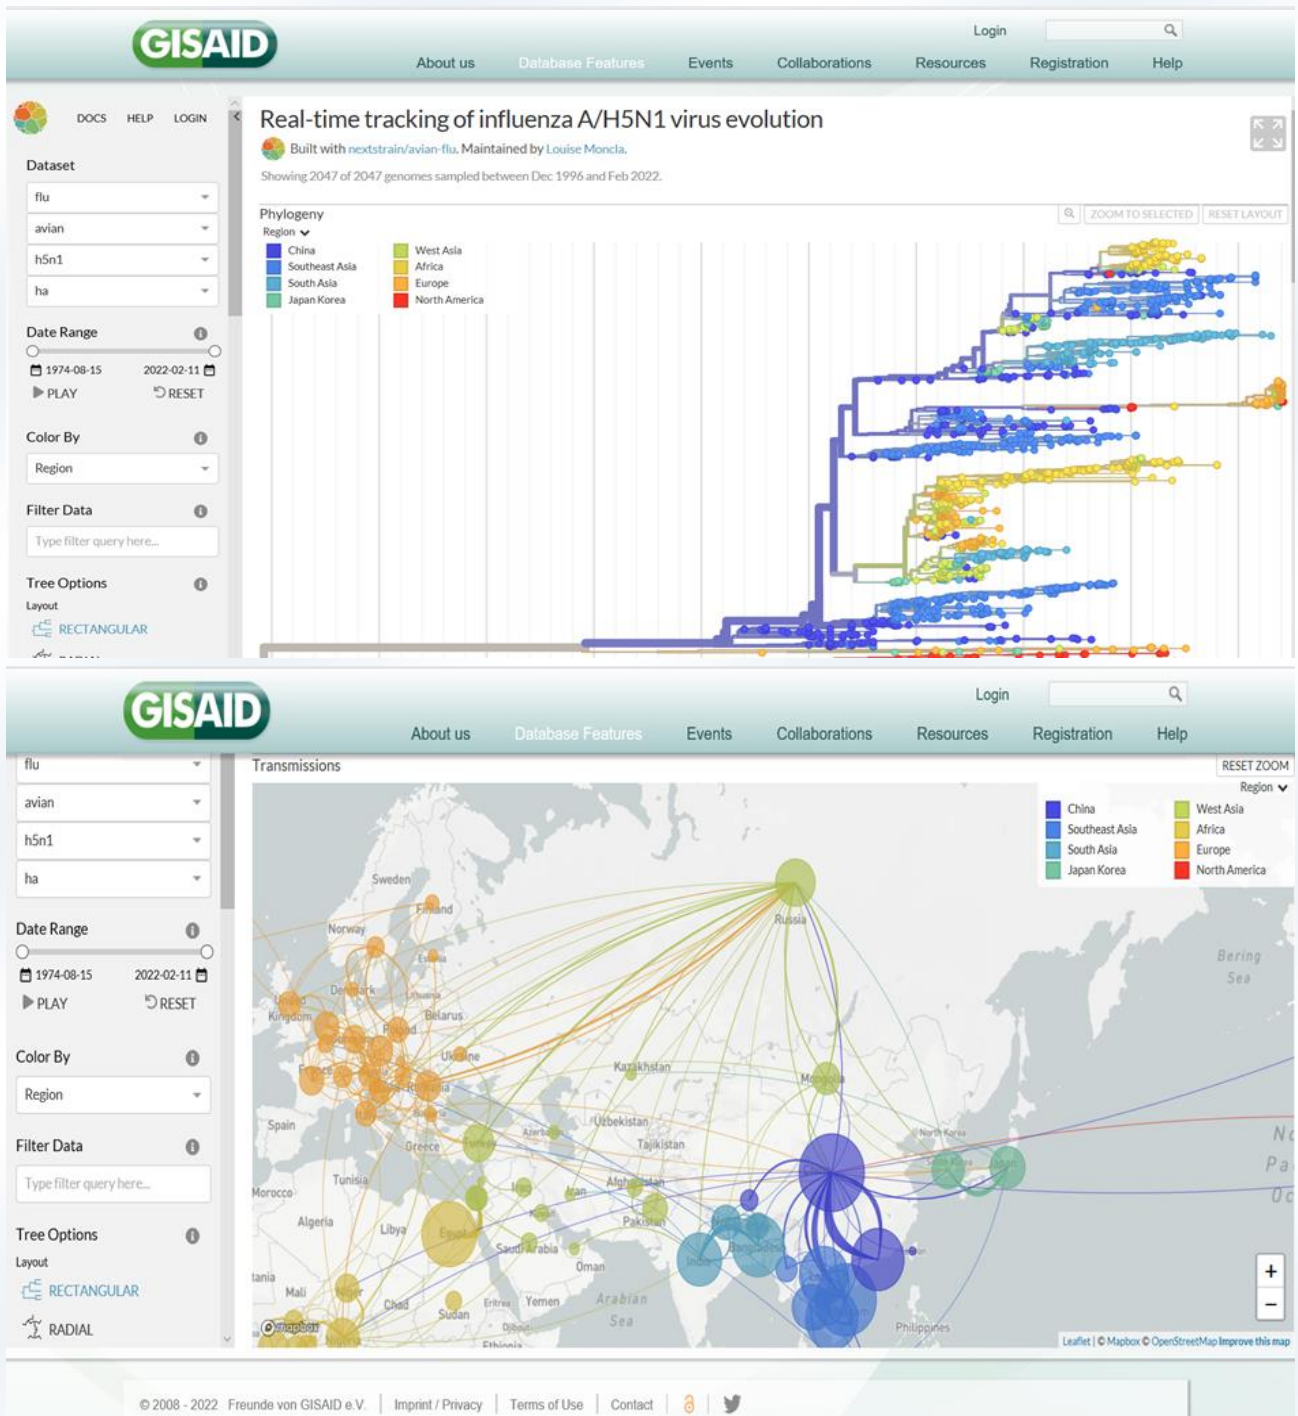 GISAID
Login
About us Database Features Events Collaborations Resources Registration Help
DOCS HELP LOGIN
Real-time tracking of influenza A/H5N1 virus evolution
Built with nextstrain/avian-flu. Maintained by Louise Moncla.
Showing 2047 of 2047 genomes sampled between Dec 1996 and Feb 2022.
Dataset
flu
avian
h5n1
ha
Date Range
1974-08-15 2022-02-11
PLAY RESET
Color By
Region
Filter Data
Type filter query here...
Tree Options
Layout
RECTANGULAR
Phylogeny
ZOOM TO SELECTED RESET LAYOUT
Region
China West Asia
Southeast Asia Africa
South Asia Europe
Japan Korea North America
GISAID
Login
About us Database Features Events Collaborations Resources Registration Help
flu
avian
h5n1
ha
Date Range
1974-08-15 2022-02-11
PLAY RESET
Color By
Region
Filter Data
Type filter query here...
Tree Options
Layout
RECTANGULAR
RADIAL
Transmissions
RESET ZOOM
Region
China West Asia
Southeast Asia Africa
South Asia Europe
Japan Korea North America
Sweden
Finland
Norway
Russia
Bering
Sea
Denmark
Lithuania
United
Kingdom
Belarus
Poland
Ukraine
Kazakhstan
Mongolia
Spain
Uzbekistan
North Korea
Greece
Tajikistan
Tunisia
Morocco
Afghanistan
Iran
Algeria
Libya
Egypt
Pakistan
Saudi Arabia
India
Oman
Mali
Niger
Chad
Sudan
Eritrea
Yemen
Arabian
Sea
Philippines
Djibouti
Ethiopia
mapbox
+
−
Leaflet | © Mapbox © OpenStreetMap Improve this map
© 2008 - 2022 Freunde von GISAID e.V. | Imprint / Privacy | Terms of Use | Contact